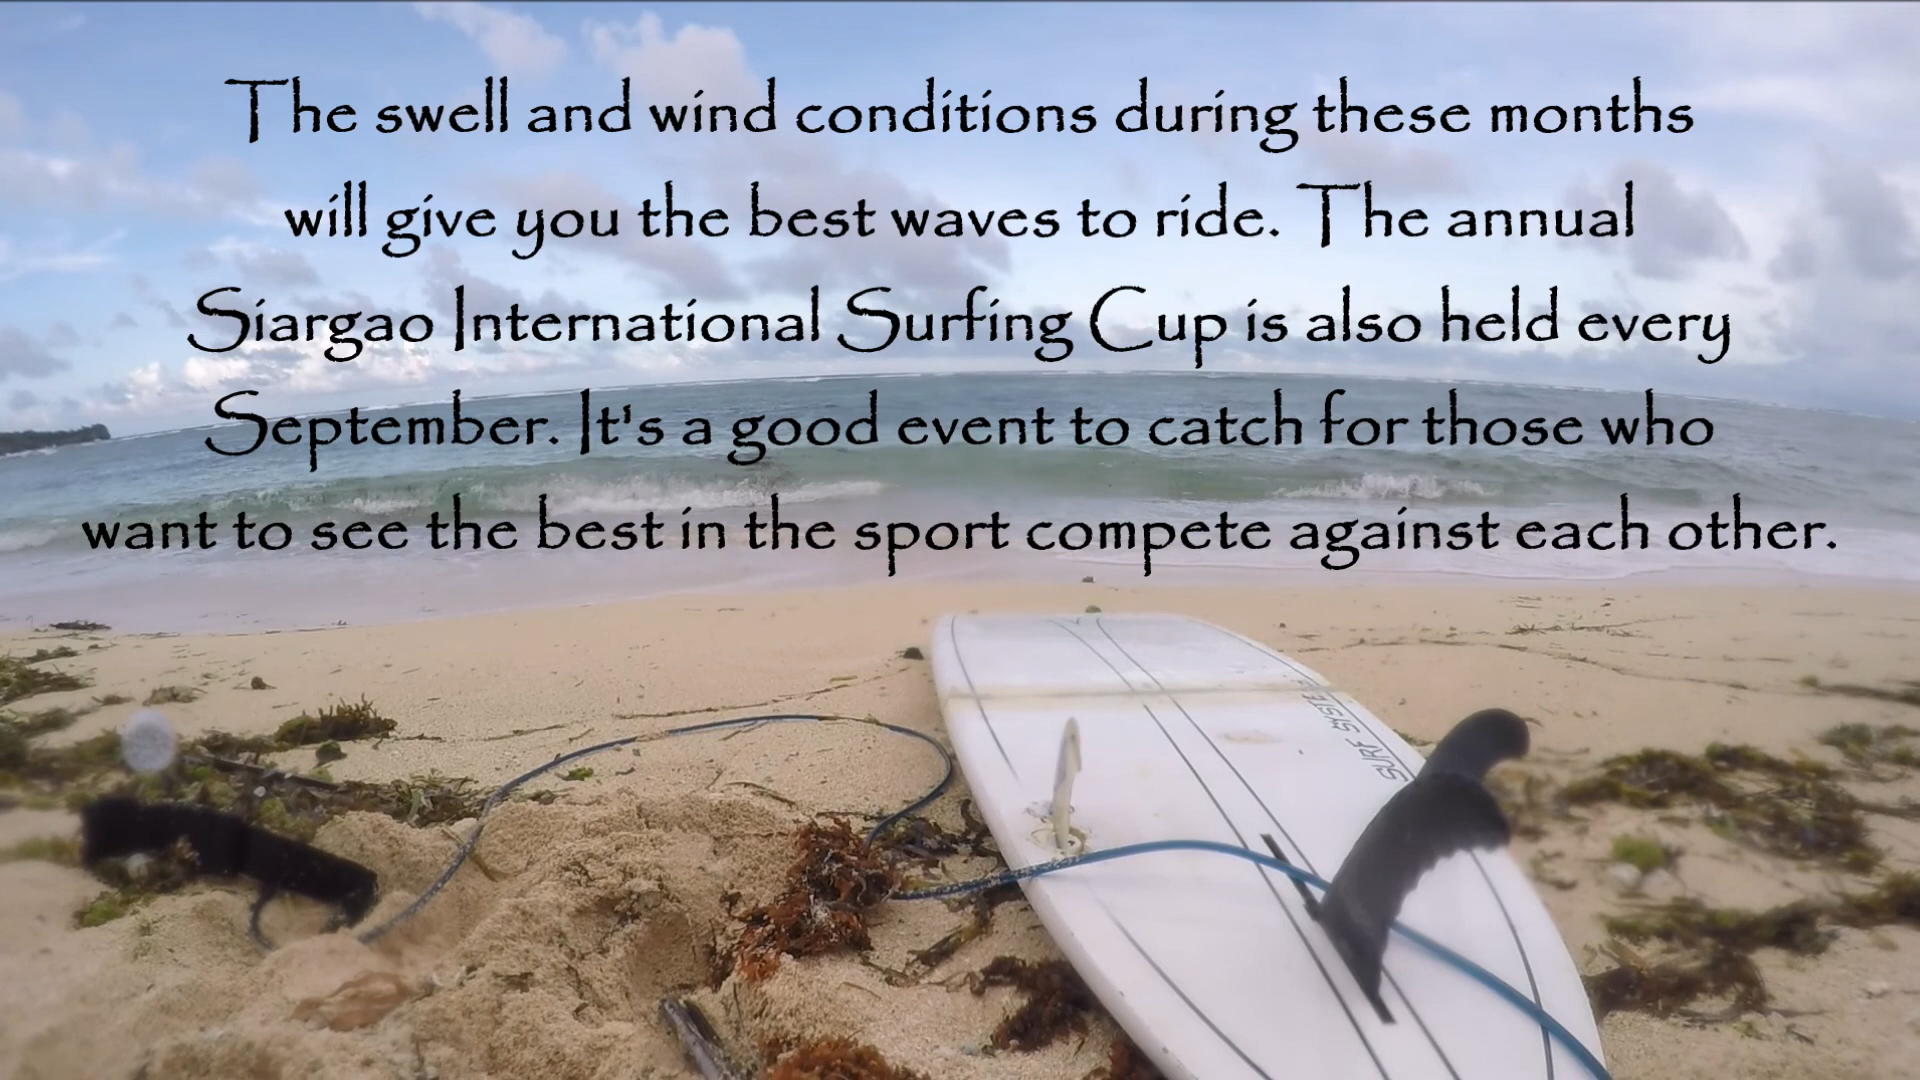 The swell and wind conditions during these months
will give you the best waves to ride. The annual
Siargao International Surfing Cup is also held every
September. It's a good event to catch for those who
want to see the best in the sport compete against each other.
SURF SYSTEM